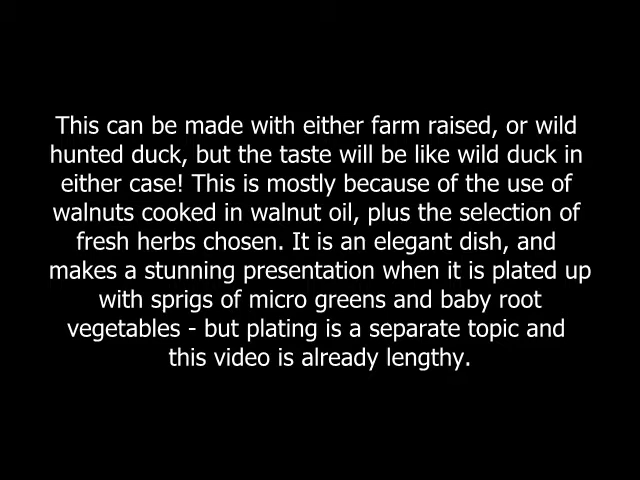 This can be made with either farm raised, or wild
hunted duck, but the taste will be like wild duck in
either case! This is mostly because of the use of
walnuts cooked in walnut oil, plus the selection of
fresh herbs chosen. It is an elegant dish, and
makes a stunning presentation when it is plated up
with sprigs of micro greens and baby root
vegetables - but plating is a separate topic and
this video is already lengthy.